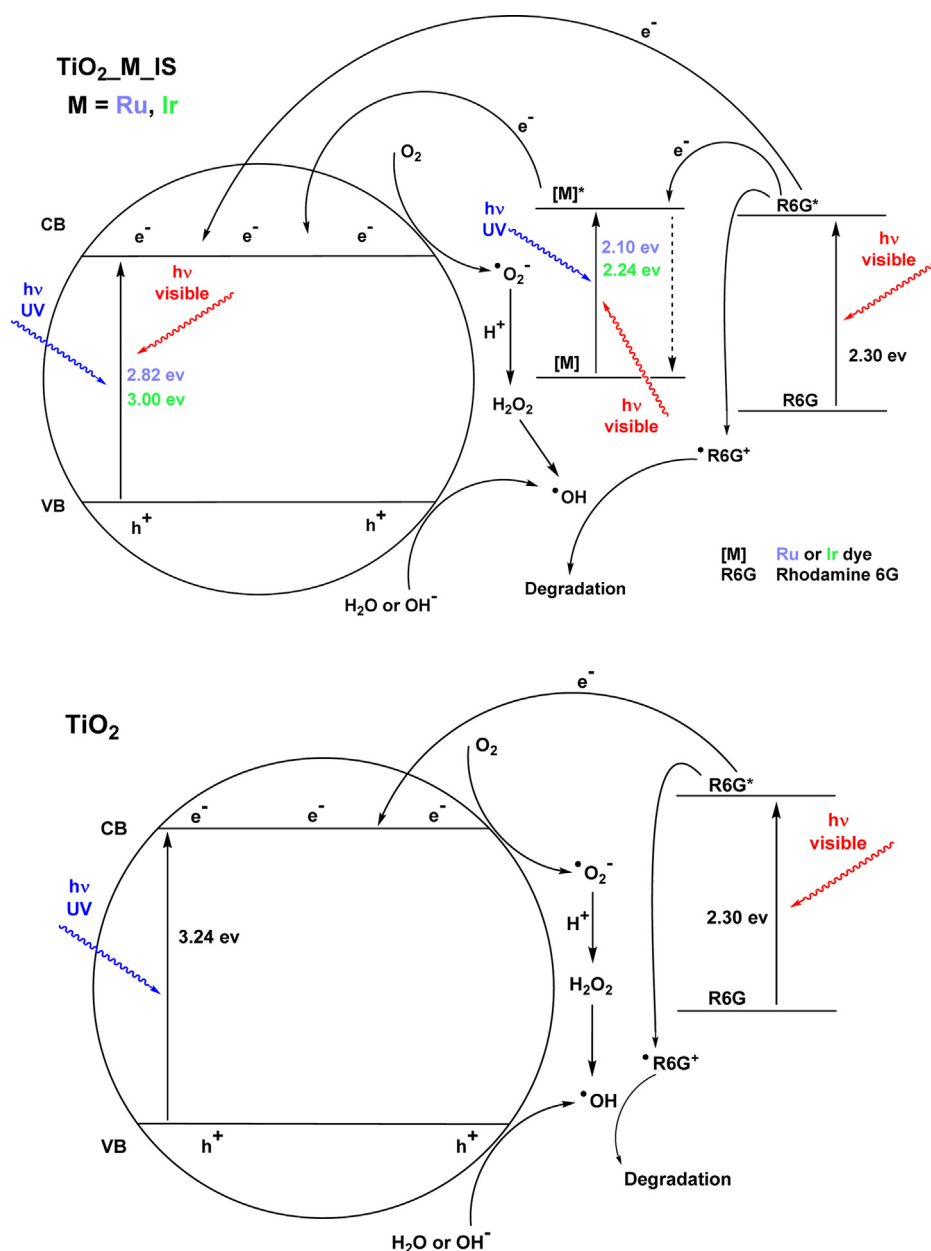 e⁻
TiO₂_M_IS
M = Ru, Ir
e⁻
O₂
e⁻
[M]*
R6G*
CB
hν
UV
e⁻ e⁻ e⁻
2.10 ev
2.24 ev
hν
visible
•O₂⁻
hν
UV
hν
visible
H⁺
2.30 ev
2.82 ev
3.00 ev
[M]
R6G
H₂O₂
hν
visible
•R6G⁺
VB
•OH
h⁺ h⁺
[M] Ru or Ir dye
R6G Rhodamine 6G
Degradation
H₂O or OH⁻
e⁻
TiO₂
O₂
R6G*
e⁻ e⁻ e⁻
CB
hν
visible
•O₂⁻
hν
UV
2.30 ev
H⁺
3.24 ev
H₂O₂
R6G
•R6G⁺
•OH
VB
h⁺ h⁺
Degradation
H₂O or OH⁻